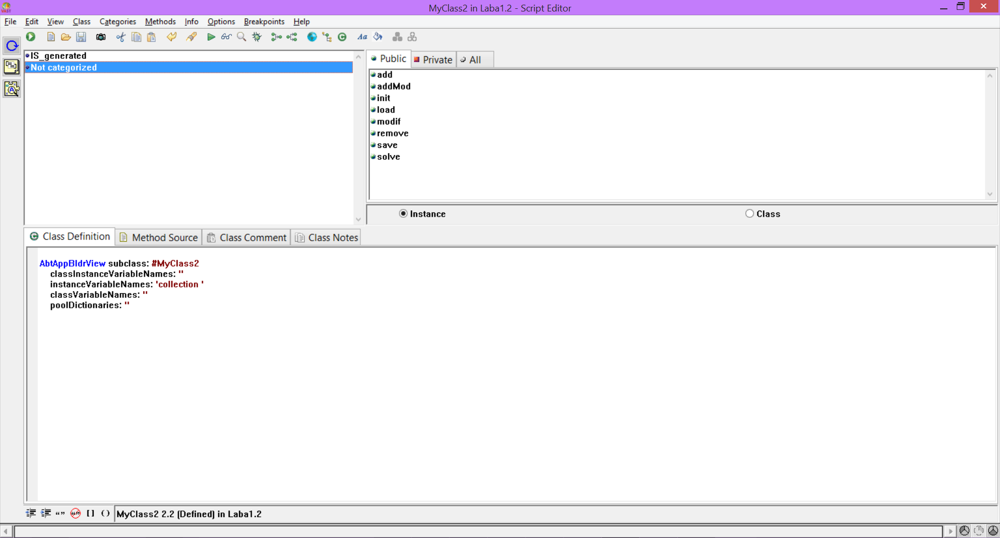 MyClass2 in Laba1.2 - Script Editor
File Edit View Class Categories Methods Info Options Breakpoints Help
IS_generated
Not categorized
Public Private All
add
addMod
init
load
modif
remove
save
solve
Instance Class
Class Definition Method Source Class Comment Class Notes
AbtAppBldrView subclass: #MyClass2
classInstanceVariableNames: ''
instanceVariableNames: 'collection '
classVariableNames: ''
poolDictionaries: ''
MyClass2 2.2 (Defined) in Laba1.2